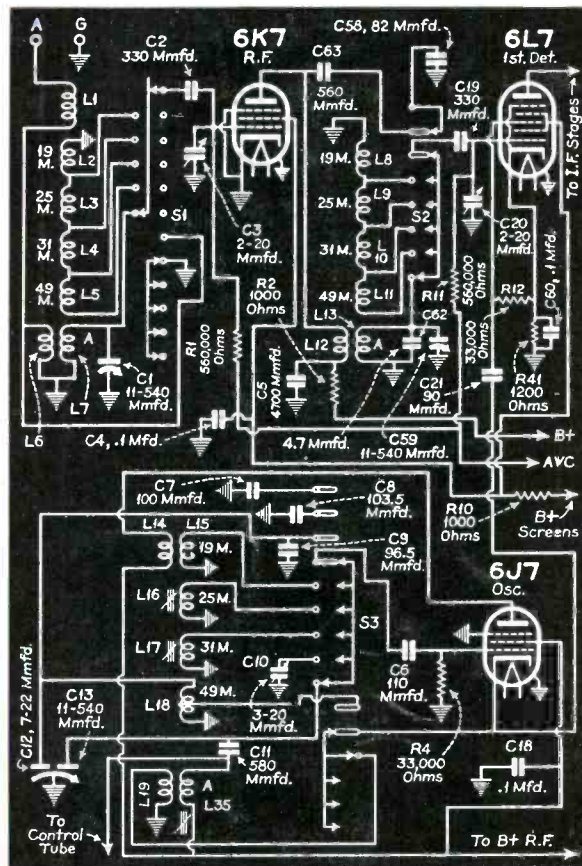 A
G
L1
19 M.
L2
25 M.
L3
31 M.
L4
49 M.
L5
L6
A
L7
C1
11-540 Mmfd.
C2
330 Mmfd.
S1
6K7
R.F.
C3
2-20 Mmfd.
R1
560,000 Ohms
C4, .1 Mfd.
R2
1000 Ohms
C5
4700 Mmfd.
C63
560 Mmfd.
C58, 82 Mmfd.
19 M.
L8
25 M.
L9
31 M.
L10
49 M.
L11
L13
L12
A
S2
C62
4.7 Mmfd.
C59
11-540 Mmfd.
C19
330 Mmfd.
6L7
1st. Det.
To I.F. Stages
C20
2-20 Mmfd.
R11
560,000 Ohms
R12
33,000 Ohms
C60, .1 Mfd.
C21
90 Mmfd.
R41
1200 Ohms
B+
AVC
R10
1000 Ohms
B+ Screens
C7
100 Mmfd.
C8
103.5 Mmfd.
C9
96.5 Mmfd.
L14
L15
19 M.
L16
25 M.
L17
31 M.
C10
3-20 Mmfd.
L18
49 M.
S3
6J7
Osc.
C6
110 Mmfd.
R4
33,000 Ohms
C18
.1 Mfd.
C12, 7-22 Mmfd.
C13
11-540 Mmfd.
C11
580 Mmfd.
L19
A
L35
To Control Tube
To B+ R.F.